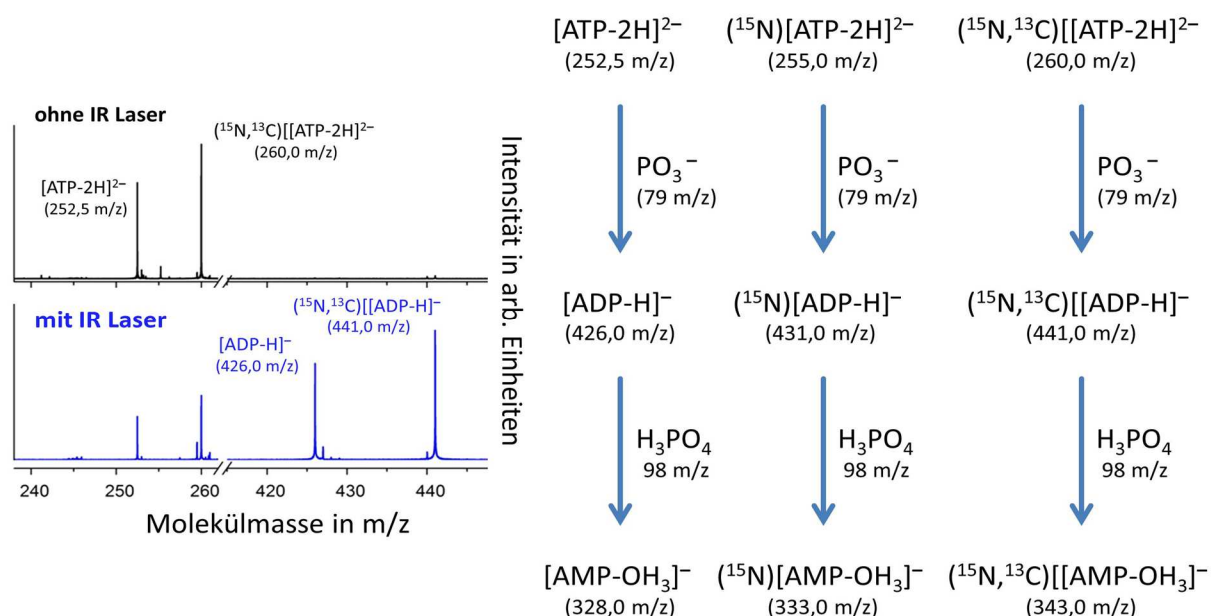 ohne IR Laser
[ATP-2H]²⁻
(252,5 m/z)
(¹⁵N,¹³C)[[ATP-2H]²⁻
(260,0 m/z)
mit IR Laser
[ADP-H]⁻
(426,0 m/z)
(¹⁵N,¹³C)[[ADP-H]⁻
(441,0 m/z)
240 250 260 420 430 440
Molekülmasse in m/z
Intensität in arb. Einheiten
[ATP-2H]²⁻ (¹⁵N)[ATP-2H]²⁻ (¹⁵N,¹³C)[[ATP-2H]²⁻
(252,5 m/z) (255,0 m/z) (260,0 m/z)
PO₃⁻ PO₃⁻ PO₃⁻
(79 m/z) (79 m/z) (79 m/z)
[ADP-H]⁻ (¹⁵N)[ADP-H]⁻ (¹⁵N,¹³C)[[ADP-H]⁻
(426,0 m/z) (431,0 m/z) (441,0 m/z)
H₃PO₄ H₃PO₄ H₃PO₄
98 m/z 98 m/z 98 m/z
[AMP-OH₃]⁻ (¹⁵N)[AMP-OH₃]⁻ (¹⁵N,¹³C)[[AMP-OH₃]⁻
(328,0 m/z) (333,0 m/z) (343,0 m/z)